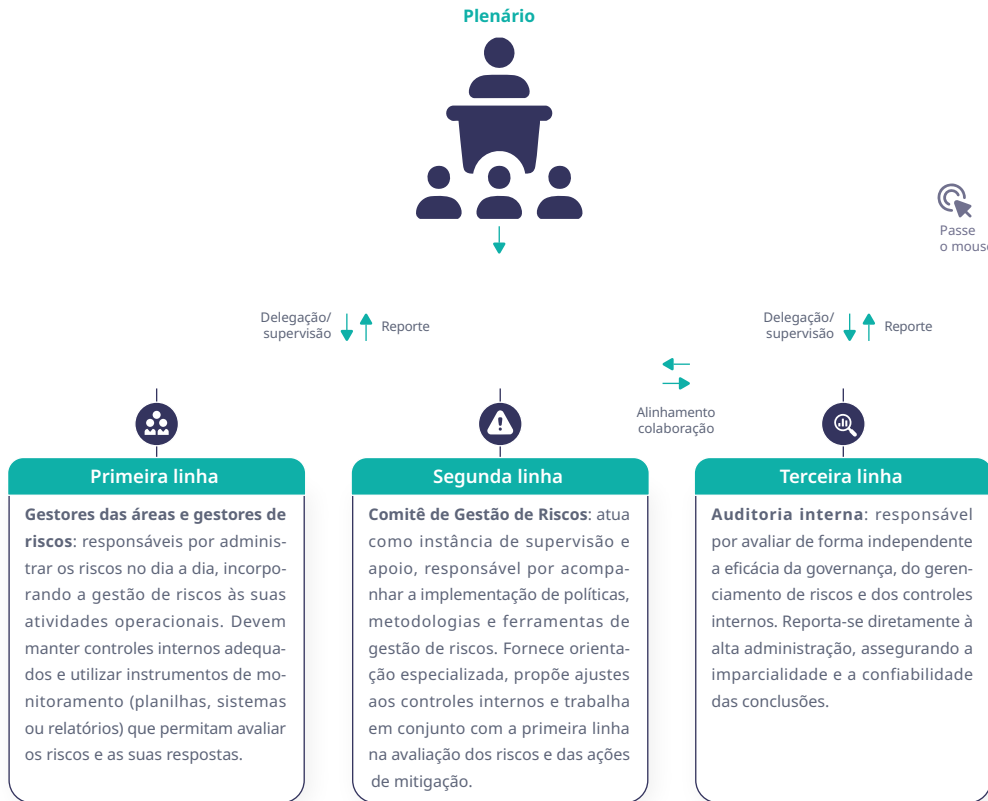 Plenário
Passe
o mouse
Delegação/
supervisão
Reporte
Delegação/
supervisão
Reporte
Alinhamento
colaboração
Primeira linha
Gestores das áreas e gestores de
riscos: responsáveis por adminis-
trar os riscos no dia a dia, incorpo-
rando a gestão de riscos às suas
atividades operacionais. Devem
manter controles internos adequa-
dos e utilizar instrumentos de mo-
nitoramento (planilhas, sistemas
ou relatórios) que permitam avaliar
os riscos e as suas respostas.
Segunda linha
Comitê de Gestão de Riscos: atua
como instância de supervisão e
apoio, responsável por acompa-
nhar a implementação de políticas,
metodologias e ferramentas de
gestão de riscos. Fornece orienta-
ção especializada, propõe ajustes
aos controles internos e trabalha
em conjunto com a primeira linha
na avaliação dos riscos e das ações
de mitigação.
Terceira linha
Auditoria interna: responsável
por avaliar de forma independente
a eficácia da governança, do geren-
ciamento de riscos e dos controles
internos. Reporta-se diretamente à
alta administração, assegurando a
imparcialidade e a confiabilidade
das conclusões.